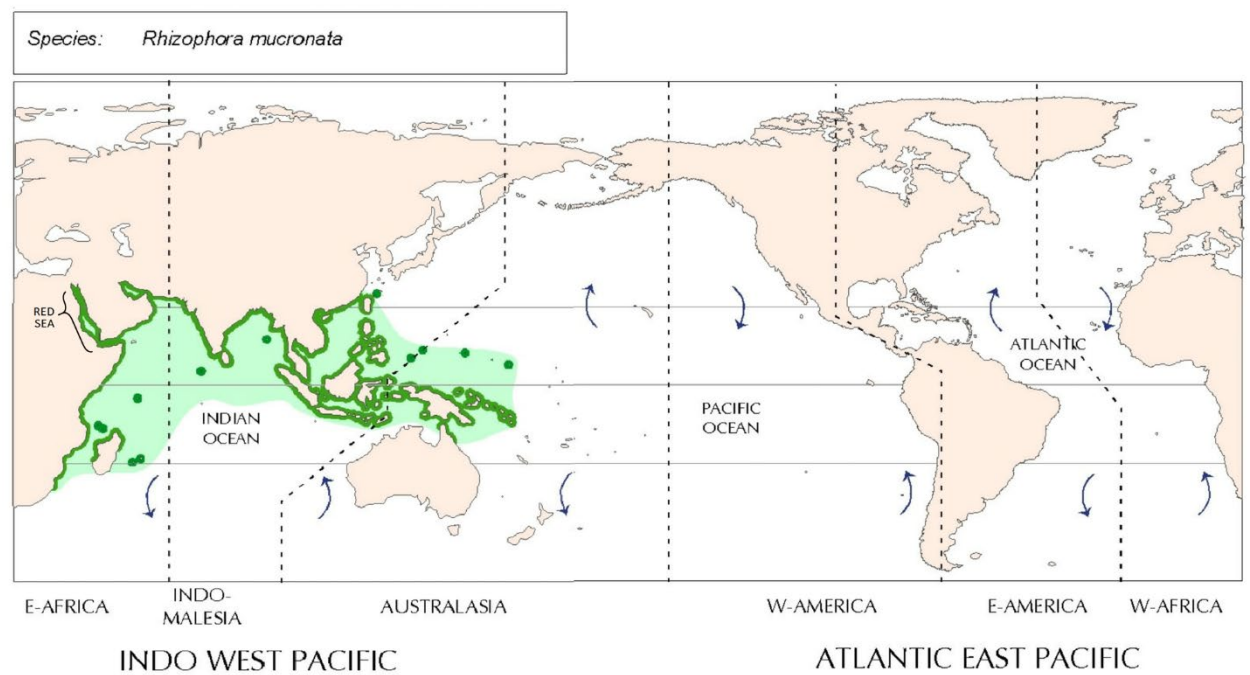 Species: Rhizophora mucronata
RED
SEA
INDIAN
OCEAN
PACIFIC
OCEAN
ATLANTIC
OCEAN
E-AFRICA
INDO-
MALESIA
AUSTRALASIA
W-AMERICA
E-AMERICA
W-AFRICA
INDO WEST PACIFIC
ATLANTIC EAST PACIFIC